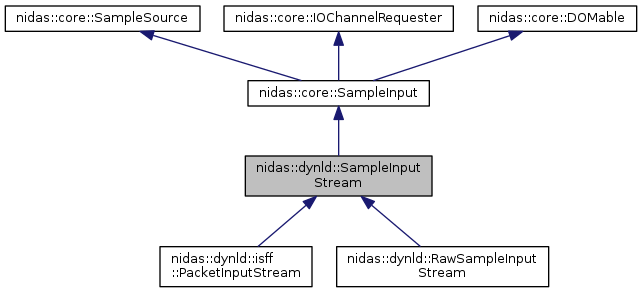 nidas::core::SampleSource
nidas::core::IOChannelRequester
nidas::core::DOMable
nidas::core::SampleInput
nidas::dynld::SampleInput
Stream
nidas::dynld::isff
::PacketInputStream
nidas::dynld::RawSampleInput
Stream